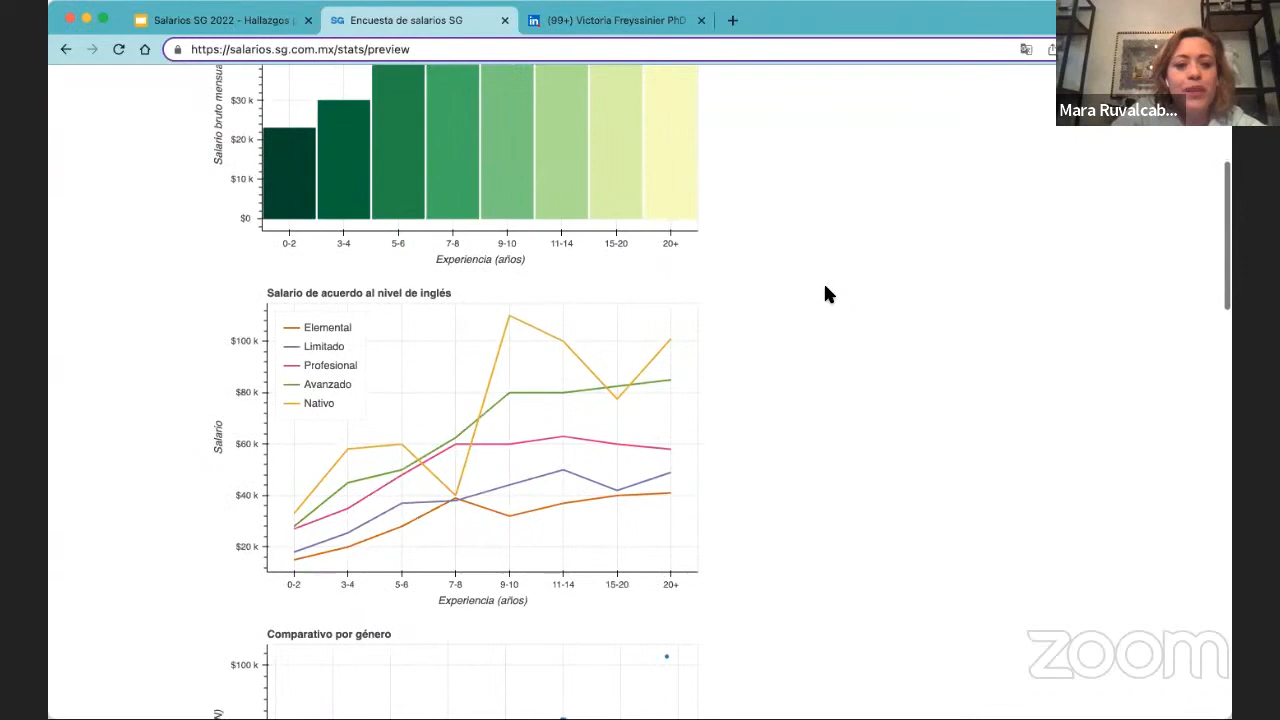 Salarios SG 2022 - Hallazgos
SG Encuesta de salarios SG
(99+) Victoria Freyssinier PhD
https://salarios.sg.com.mx/stats/preview
Mara Ruvalcab...
Salario bruto mensua
$30 k
$20 k
$10 k
$0
0-2 3-4 5-6 7-8 9-10 11-14 15-20 20+
Experiencia (años)
Salario de acuerdo al nivel de inglés
Elemental
Limitado
Profesional
Avanzado
Nativo
Salario
$100 k
$80 k
$60 k
$40 k
$20 k
0-2 3-4 5-6 7-8 9-10 11-14 15-20 20+
Experiencia (años)
Comparativo por género
$100 k
N)
zoom